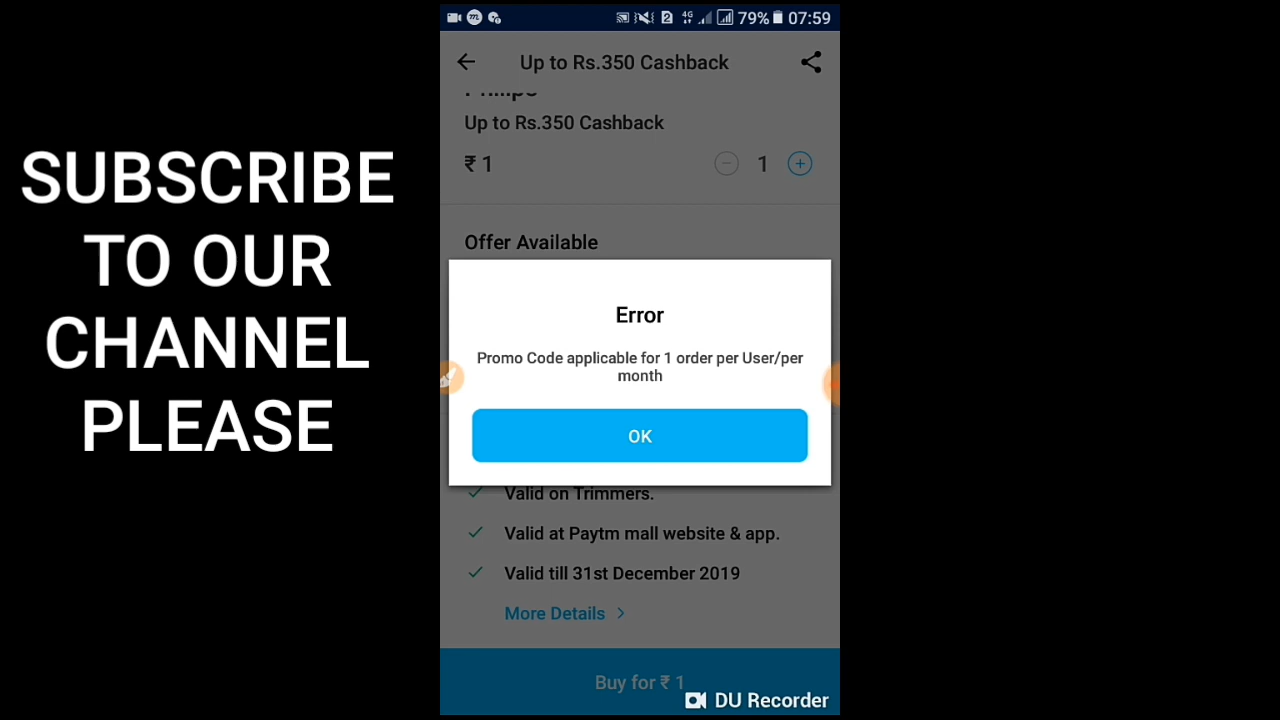 SUBSCRIBE
TO OUR
CHANNEL
PLEASE
4G 79% 07:59
Up to Rs.350 Cashback
Up to Rs.350 Cashback
₹ 1
1
Offer Available
Error
Promo Code applicable for 1 order per User/per
month
OK
Valid on Trimmers.
Valid at Paytm mall website & app.
Valid till 31st December 2019
More Details
Buy for ₹ 1
DU Recorder